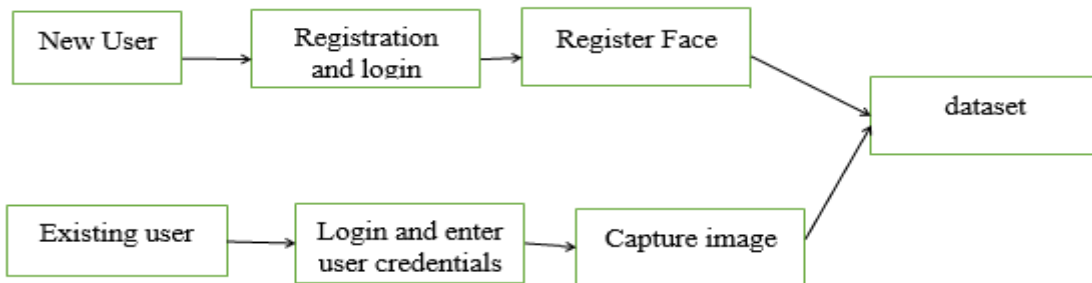 New User
Registration
and login
Register Face
dataset
Existing user
Login and enter
user credentials
Capture image